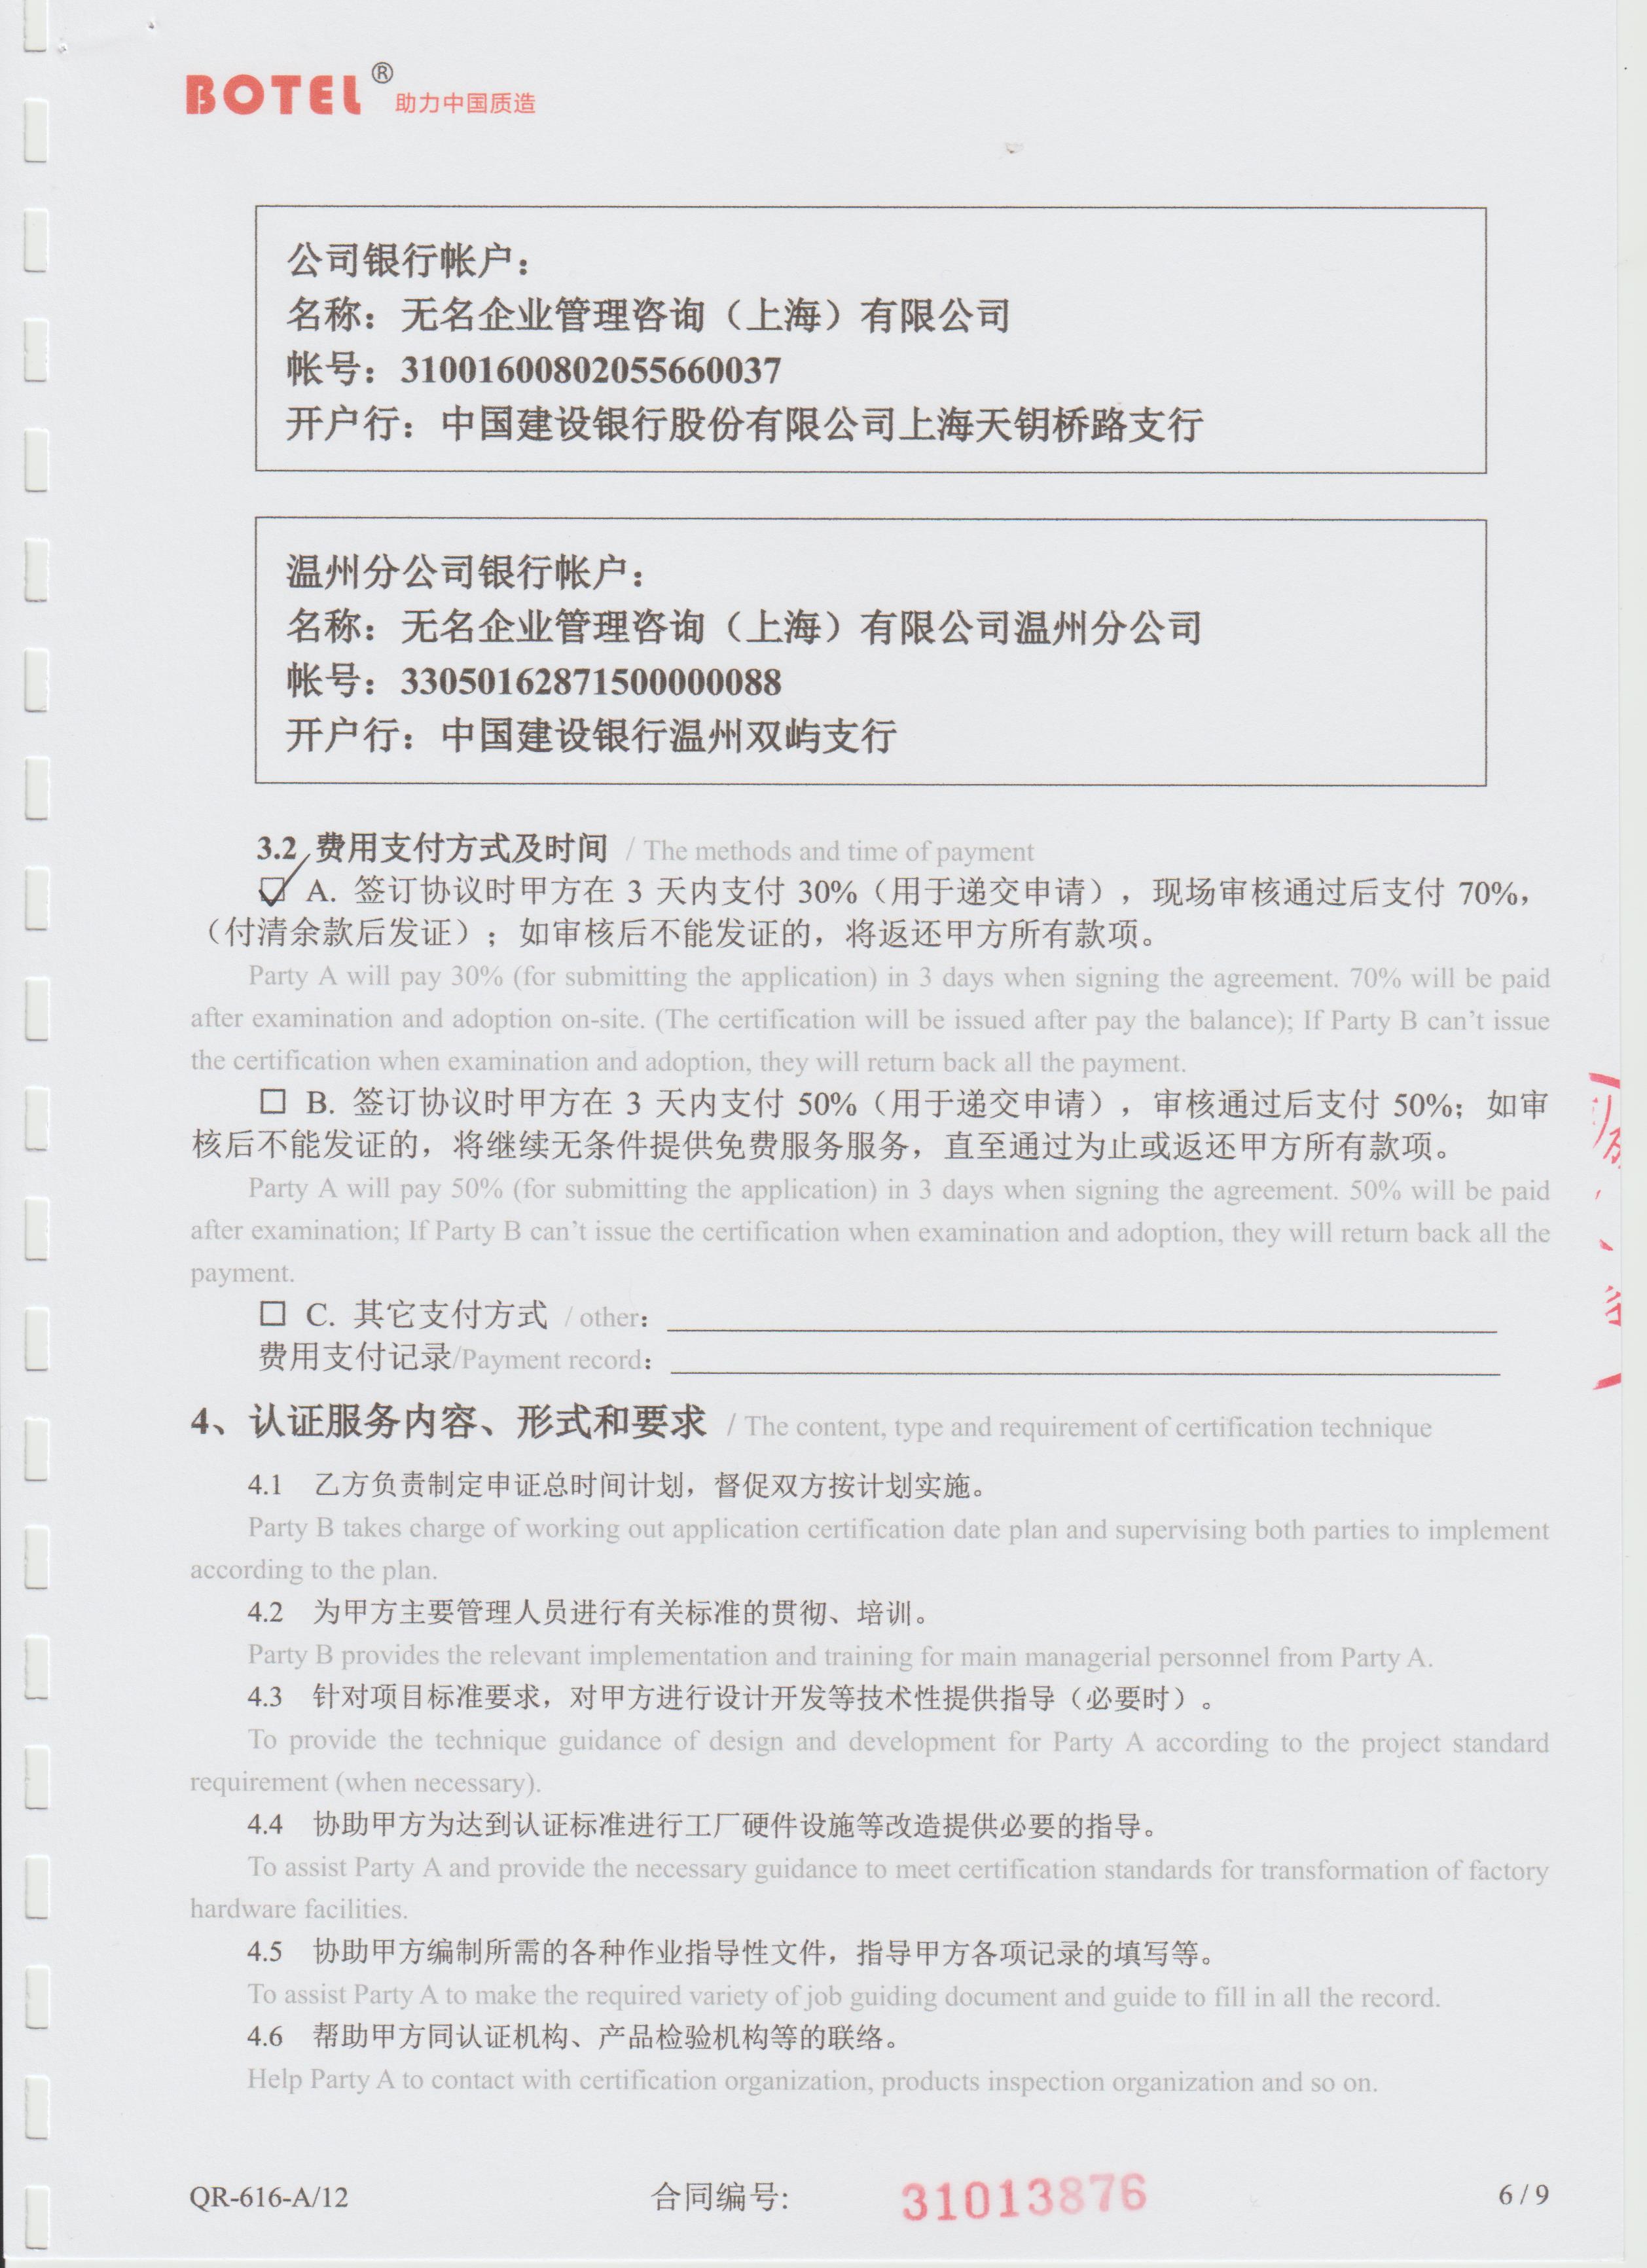 BOTEL® 助力中国质造
公司银行帐户：
名称：无名企业管理咨询（上海）有限公司
帐号：31001600802055660037
开户行：中国建设银行股份有限公司上海天钥桥路支行
温州分公司银行帐户：
名称：无名企业管理咨询（上海）有限公司温州分公司
帐号：33050162871500000088
开户行：中国建设银行温州双屿支行
3.2 费用支付方式及时间 / The methods and time of payment
☑ A. 签订协议时甲方在 3 天内支付 30%（用于递交申请），现场审核通过后支付 70%，
（付清余款后发证）；如审核后不能发证的，将返还甲方所有款项。
Party A will pay 30% (for submitting the application) in 3 days when signing the agreement. 70% will be paid
after examination and adoption on-site. (The certification will be issued after pay the balance); If Party B can’t issue
the certification when examination and adoption, they will return back all the payment.
☐ B. 签订协议时甲方在 3 天内支付 50%（用于递交申请），审核通过后支付 50%；如审
核后不能发证的，将继续无条件提供免费服务服务，直至通过为止或返还甲方所有款项。
Party A will pay 50% (for submitting the application) in 3 days when signing the agreement. 50% will be paid
after examination; If Party B can’t issue the certification when examination and adoption, they will return back all the
payment.
☐ C. 其它支付方式 / other：
费用支付记录/Payment record：
4、认证服务内容、形式和要求 / The content, type and requirement of certification technique
4.1 乙方负责制定申证总时间计划，督促双方按计划实施。
Party B takes charge of working out application certification date plan and supervising both parties to implement
according to the plan.
4.2 为甲方主要管理人员进行有关标准的贯彻、培训。
Party B provides the relevant implementation and training for main managerial personnel from Party A.
4.3 针对项目标准要求，对甲方进行设计开发等技术性提供指导（必要时）。
To provide the technique guidance of design and development for Party A according to the project standard
requirement (when necessary).
4.4 协助甲方为达到认证标准进行工厂硬件设施等改造提供必要的指导。
To assist Party A and provide the necessary guidance to meet certification standards for transformation of factory
hardware facilities.
4.5 协助甲方编制所需的各种作业指导性文件，指导甲方各项记录的填写等。
To assist Party A to make the required variety of job guiding document and guide to fill in all the record.
4.6 帮助甲方同认证机构、产品检验机构等的联络。
Help Party A to contact with certification organization, products inspection organization and so on.
QR-616-A/12 合同编号: 31013876 6 / 9